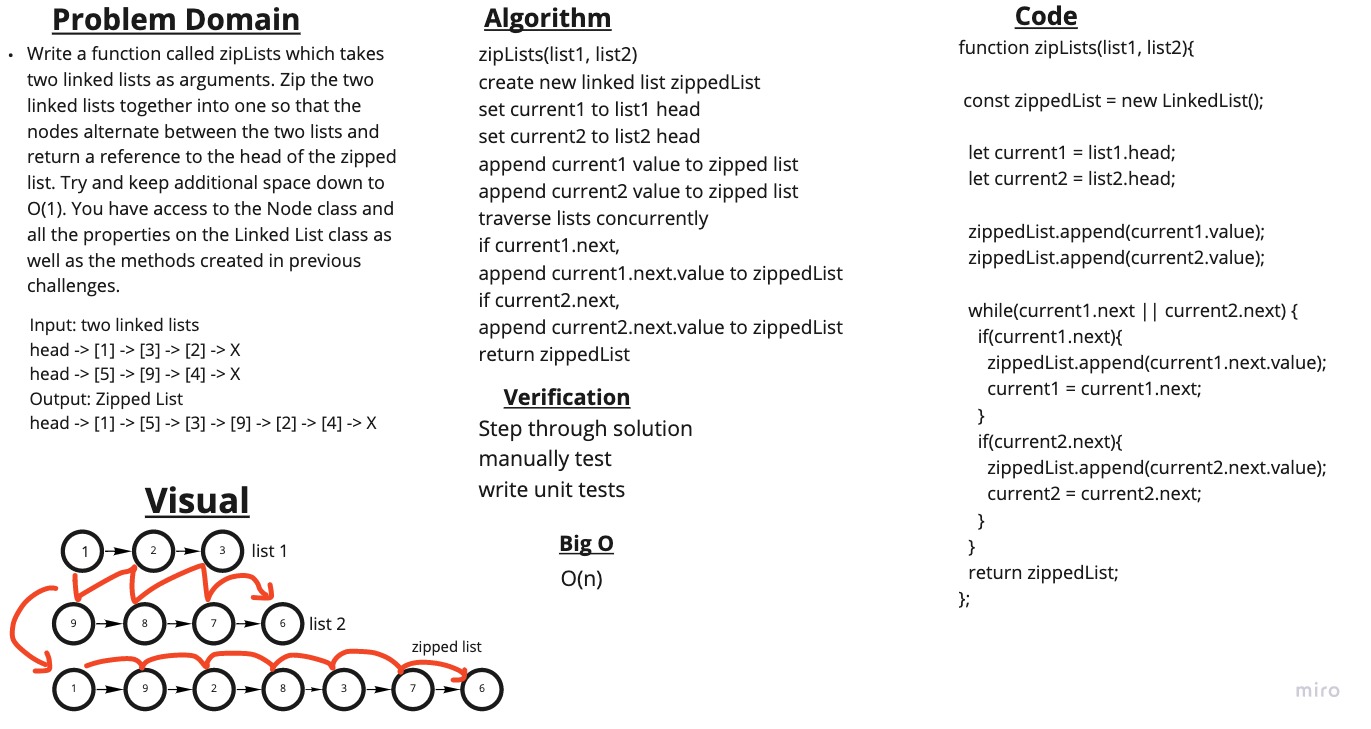 Problem Domain
• Write a function called zipLists which takes
two linked lists as arguments. Zip the two
linked lists together into one so that the
nodes alternate between the two lists and
return a reference to the head of the zipped
list. Try and keep additional space down to
O(1). You have access to the Node class and
all the properties on the Linked List class as
well as the methods created in previous
challenges.
Input: two linked lists
head -> [1] -> [3] -> [2] -> X
head -> [5] -> [9] -> [4] -> X
Output: Zipped List
head -> [1] -> [5] -> [3] -> [9] -> [2] -> [4] -> X
Visual
1 2 3 list 1
9 8 7 6 list 2
zipped list
1 9 2 8 3 7 6
Algorithm
zipLists(list1, list2)
create new linked list zippedList
set current1 to list1 head
set current2 to list2 head
append current1 value to zipped list
append current2 value to zipped list
traverse lists concurrently
if current1.next,
append current1.next.value to zippedList
if current2.next,
append current2.next.value to zippedList
return zippedList
Verification
Step through solution
manually test
write unit tests
Big O
O(n)
Code
function zipLists(list1, list2){
const zippedList = new LinkedList();
let current1 = list1.head;
let current2 = list2.head;
zippedList.append(current1.value);
zippedList.append(current2.value);
while(current1.next || current2.next) {
if(current1.next){
zippedList.append(current1.next.value);
current1 = current1.next;
}
if(current2.next){
zippedList.append(current2.next.value);
current2 = current2.next;
}
}
return zippedList;
};
miro